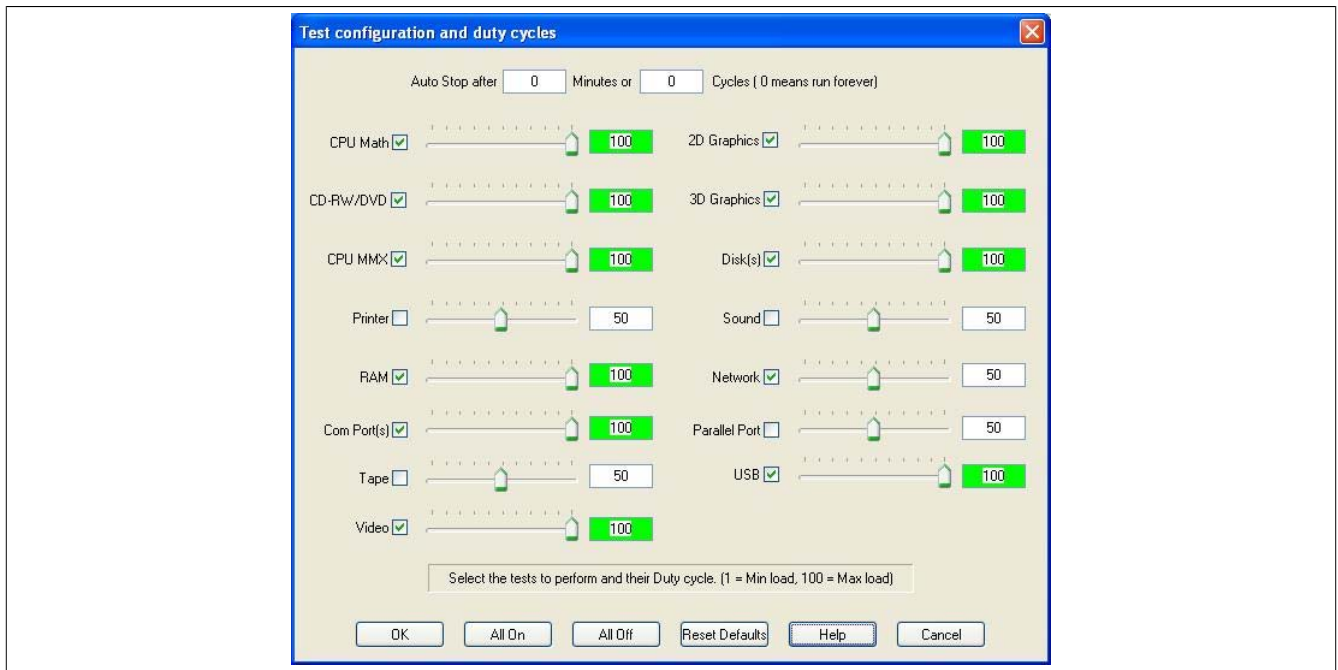 Test configuration and duty cycles
Auto Stop after 0 Minutes or 0 Cycles ( 0 means run forever)
CPU Math 100 2D Graphics 100
CD-RW/DVD 100 3D Graphics 100
CPU MMX 100 Disk(s) 100
Printer 50 Sound 50
RAM 100 Network 50
Com Port(s) 100 Parallel Port 50
Tape 50 USB 100
Video 100
Select the tests to perform and their Duty cycle. (1 = Min load, 100 = Max load)
OK All On All Off Reset Defaults Help Cancel